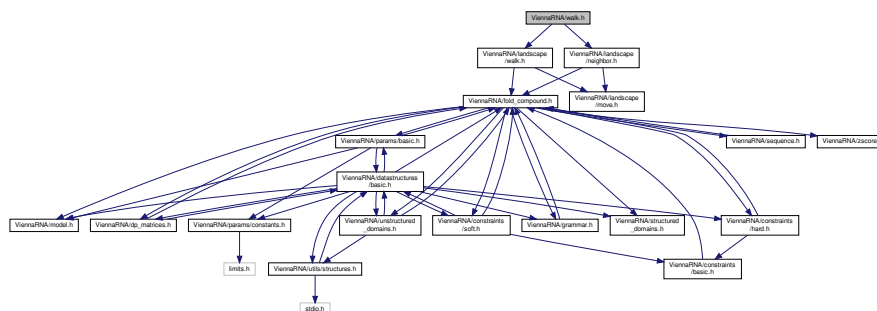 ViennaRNA/walk.h
ViennaRNA/landscape
/walk.h
ViennaRNA/landscape
/neighbor.h
ViennaRNA/fold_compound.h
ViennaRNA/landscape
/move.h
ViennaRNA/params/basic.h
ViennaRNA/sequence.h
ViennaRNA/zscore
ViennaRNA/datastructures
/basic.h
ViennaRNA/model.h
ViennaRNA/dp_matrices.h
ViennaRNA/params/constants.h
ViennaRNA/unstructured
_domains.h
ViennaRNA/constraints
/soft.h
ViennaRNA/grammar.h
ViennaRNA/structured
_domains.h
ViennaRNA/constraints
/hard.h
limits.h
ViennaRNA/utils/structures.h
ViennaRNA/constraints
/basic.h
stdio.h